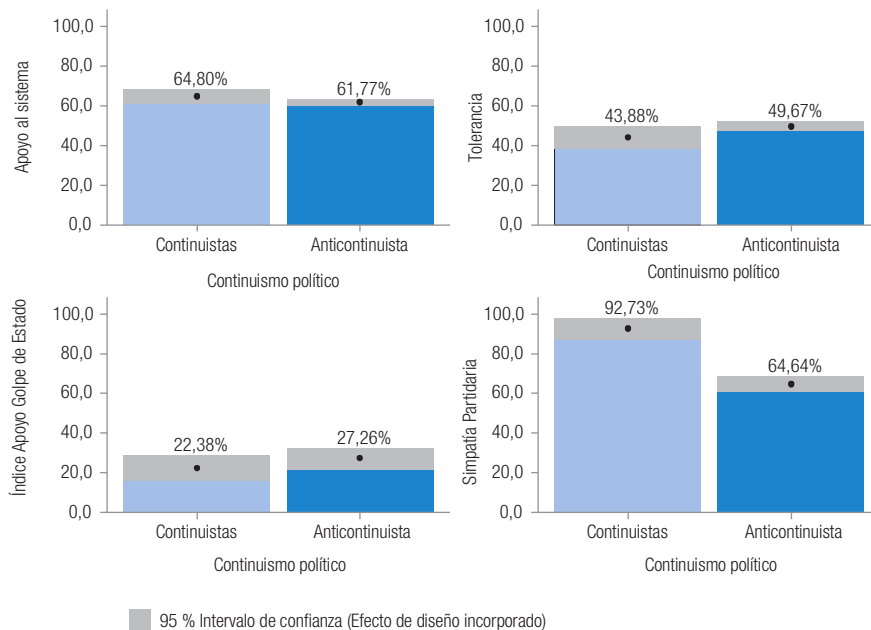 Apoyo al sistema
100,0
80,0
60,0
40,0
20,0
0,0
64,80%
61,77%
Continuistas
Anticontinuista
Continuismo político
Tolerancia
100,0
80,0
60,0
40,0
20,0
0,0
43,88%
49,67%
Continuistas
Anticontinuista
Continuismo político
Índice Apoyo Golpe de Estado
100,0
80,0
60,0
40,0
20,0
0,0
22,38%
27,26%
Continuistas
Anticontinuista
Continuismo político
Simpatía Partidaria
100,0
80,0
60,0
40,0
20,0
0,0
92,73%
64,64%
Continuistas
Anticontinuista
Continuismo político
95 % Intervalo de confianza (Efecto de diseño incorporado)